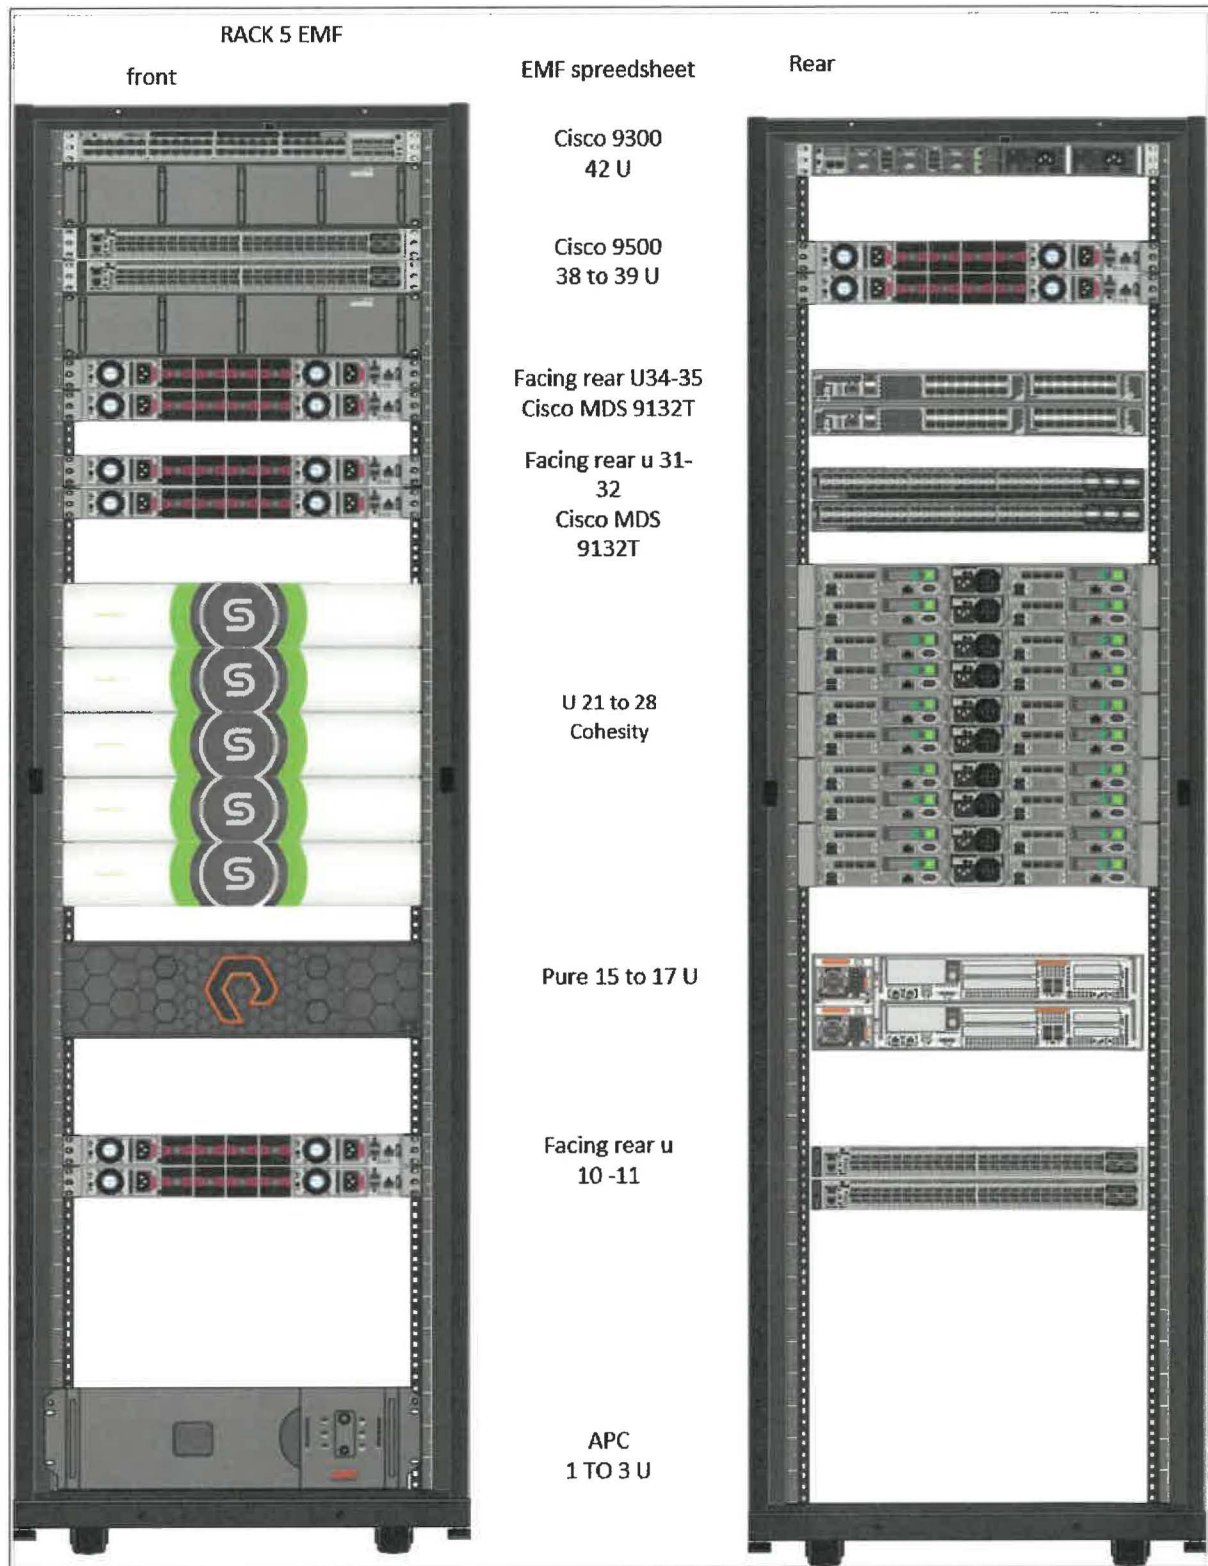 RACK 5 EMF
front
EMF spreedsheet
Rear
Cisco 9300
42 U
Cisco 9500
38 to 39 U
Facing rear U34-35
Cisco MDS 9132T
Facing rear u 31-
32
Cisco MDS
9132T
U 21 to 28
Cohesity
Pure 15 to 17 U
Facing rear u
10 -11
APC
1 TO 3 U